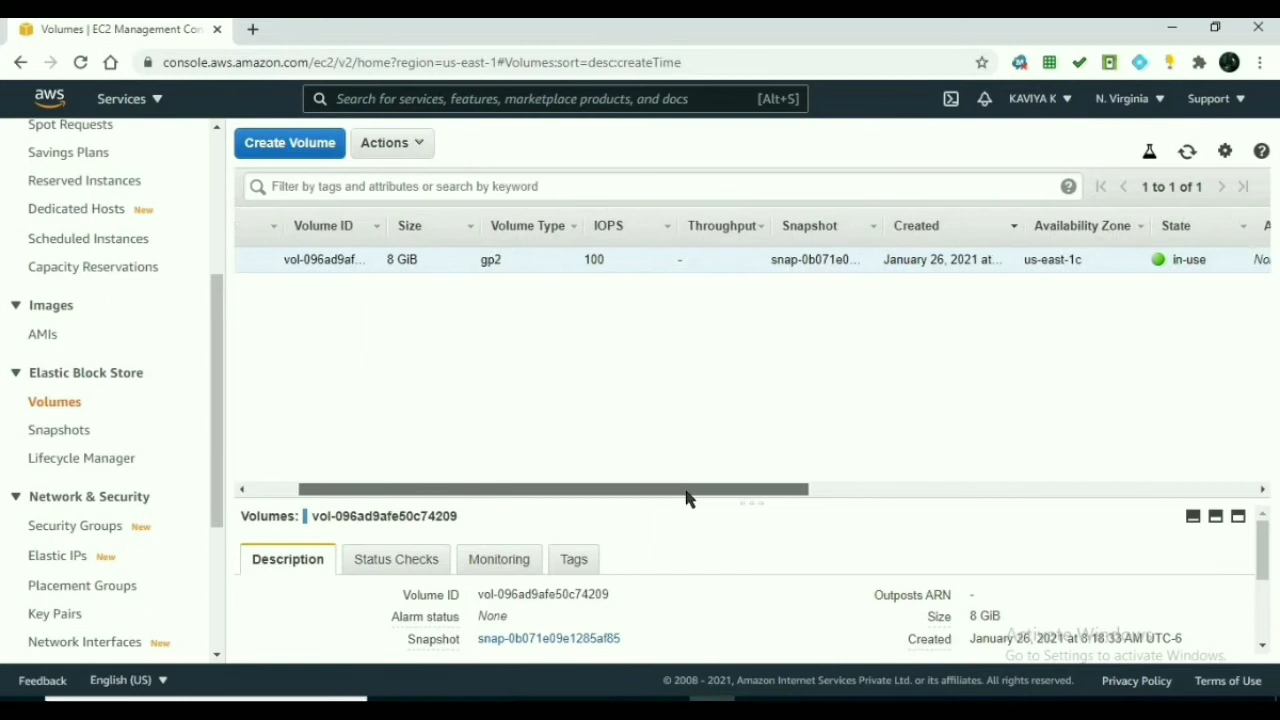 Volumes | EC2 Management Con
console.aws.amazon.com/ec2/v2/home?region=us-east-1#Volumes:sort=desc:createTime
aws Services Search for services, features, marketplace products, and docs [Alt+S] KAVIYA K N. Virginia Support
Spot Requests
Savings Plans
Reserved Instances
Dedicated Hosts New
Scheduled Instances
Capacity Reservations
Images
AMIs
Elastic Block Store
Volumes
Snapshots
Lifecycle Manager
Network & Security
Security Groups New
Elastic IPs New
Placement Groups
Key Pairs
Network Interfaces New
Create Volume Actions
Filter by tags and attributes or search by keyword 1 to 1 of 1
Volume ID Size Volume Type IOPS Throughput Snapshot Created Availability Zone State A
vol-096ad9af... 8 GiB gp2 100 - snap-0b071e0... January 26, 2021 at... us-east-1c in-use No
Volumes: vol-096ad9afe50c74209
Description Status Checks Monitoring Tags
Volume ID vol-096ad9afe50c74209 Outposts ARN -
Alarm status None Size 8 GiB
Snapshot snap-0b071e09e1285af85 Created January 26, 2021 at 8:18:33 AM UTC-6
Activate Windows
Go to Settings to activate Windows.
Feedback English (US) © 2008 - 2021, Amazon Internet Services Private Ltd. or its affiliates. All rights reserved. Privacy Policy Terms of Use